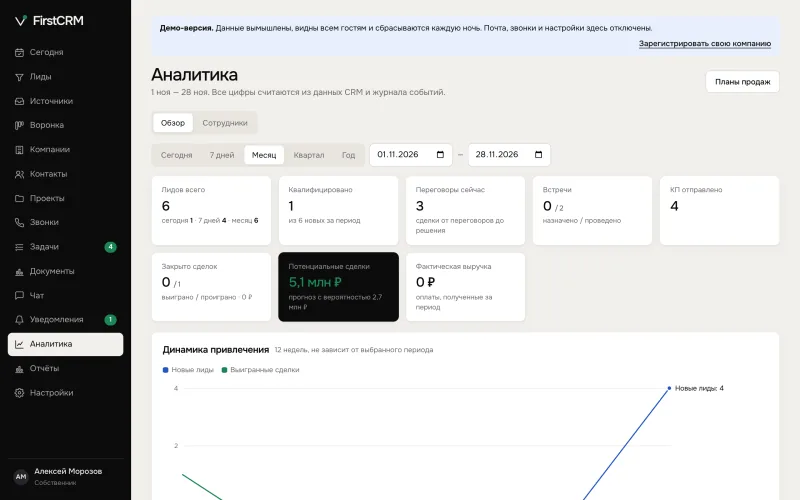 FirstCRM
Сегодня
Лиды
Источники
Воронка
Компании
Контакты
Проекты
Звонки
Задачи 4
Документы
Чат
Уведомления 1
Аналитика
Отчёты
Настройки
АМ
Алексей Морозов
Собственник
Демо-версия. Данные вымышлены, видны всем гостям и сбрасываются каждую ночь. Почта, звонки и настройки здесь отключены.
Зарегистрировать свою компанию
Аналитика
1 ноя — 28 ноя. Все цифры считаются из данных CRM и журнала событий.
Планы продаж
Обзор Сотрудники
Сегодня 7 дней Месяц Квартал Год 01.11.2026 – 28.11.2026
Лидов всего
6
сегодня 1 · 7 дней 4 · месяц 6
Квалифицировано
1
из 6 новых за период
Переговоры сейчас
3
сделки от переговоров до
решения
Встречи
0 / 2
назначено / проведено
КП отправлено
4
Закрыто сделок
0 / 1
выиграно / проиграно · 0 ₽
Потенциальные сделки
5,1 млн ₽
прогноз с вероятностью 2,7
млн ₽
Фактическая выручка
0 ₽
оплаты, полученные за
период
Динамика привлечения 12 недель, не зависит от выбранного периода
Новые лиды Выигранные сделки
4
Новые лиды: 4
2